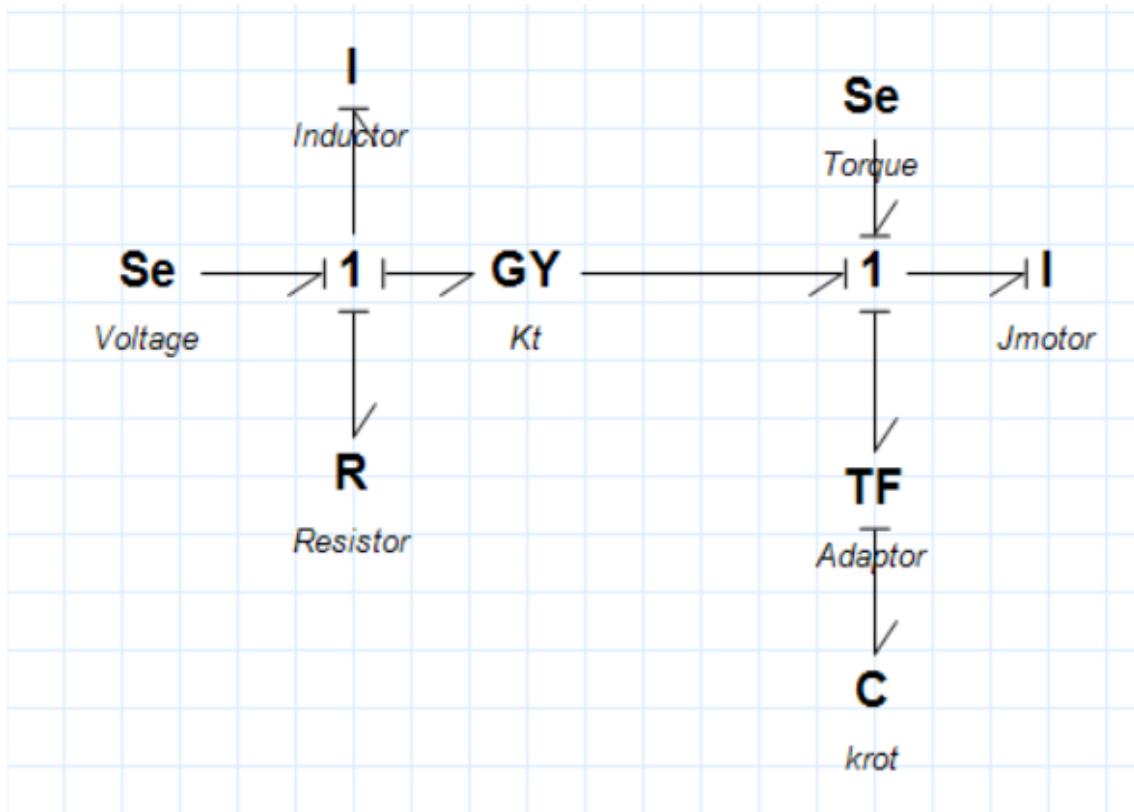 I
Inductor
Se
Torque
Se 1 GY 1 I
Voltage Kt Jmotor
R
Resistor
TF
Adaptor
C
krot